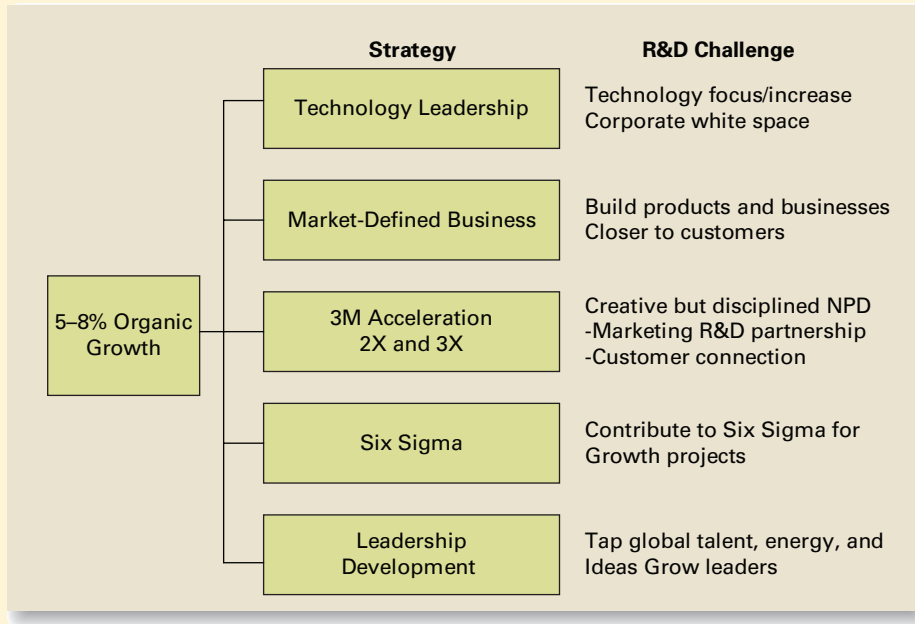 Strategy
R&D Challenge
Technology Leadership
Technology focus/increase
Corporate white space
Market-Defined Business
Build products and businesses
Closer to customers
5–8% Organic
Growth
3M Acceleration
2X and 3X
Creative but disciplined NPD
-Marketing R&D partnership
-Customer connection
Six Sigma
Contribute to Six Sigma for
Growth projects
Leadership
Development
Tap global talent, energy, and
Ideas Grow leaders